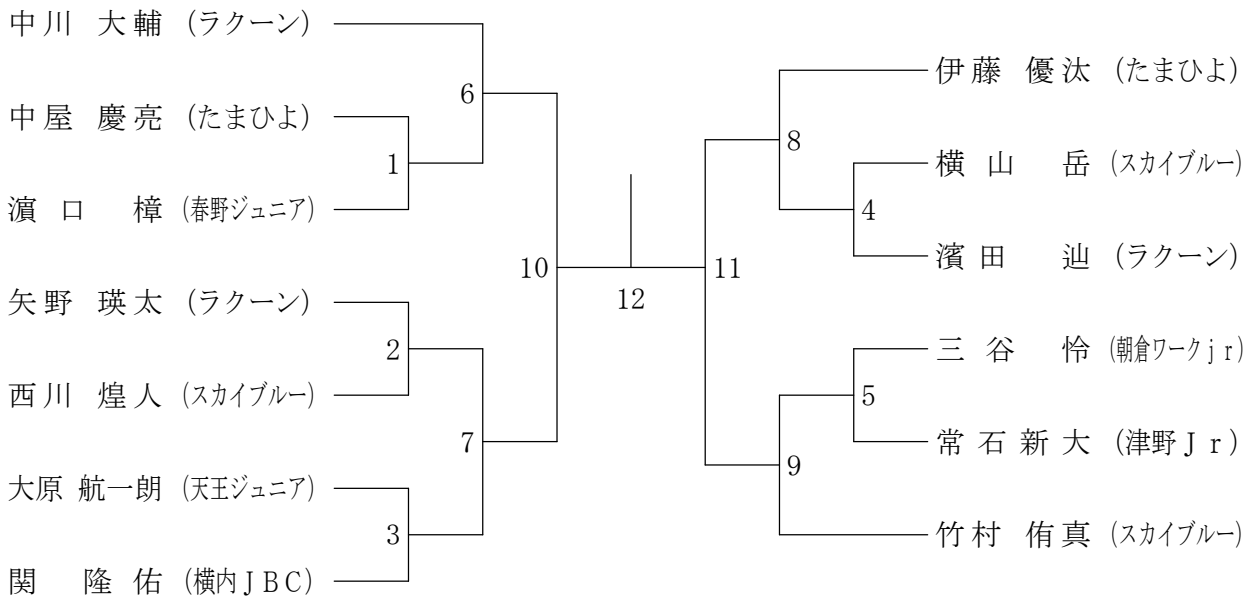 中川 大輔 (ラクーン)
中屋 慶亮 (たまひよ)
濵口 樟 (春野ジュニア)
矢野 瑛太 (ラクーン)
西川 煌人 (スカイブルー)
大原 航一朗 (天王ジュニア)
関 隆佑 (横内JBC)
1
2
3
6
7
10
12
11
8
4
5
9
伊藤 優汰 (たまひよ)
横山 岳 (スカイブルー)
濵田 辿 (ラクーン)
三谷 怜 (朝倉ワークjr)
常石新大 (津野Jr)
竹村 侑真 (スカイブルー)